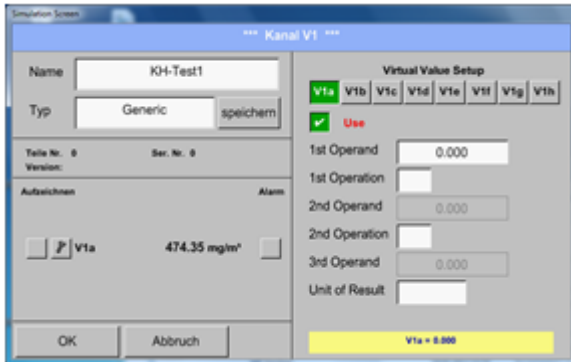 Simulation Screen
*** Kanal V1 ***
Name KH-Test1
Typ Generic speichern
Teile Nr. 0 Ser. Nr. 0
Version:
Aufzeichnen Alarm
V1a 474.35 mg/m³
OK Abbruch
Virtual Value Setup
V1a V1b V1c V1d V1e V1f V1g V1h
Use
1st Operand 0.000
1st Operation
2nd Operand 0.000
2nd Operation
3rd Operand 0.000
Unit of Result
V1a = 0.000